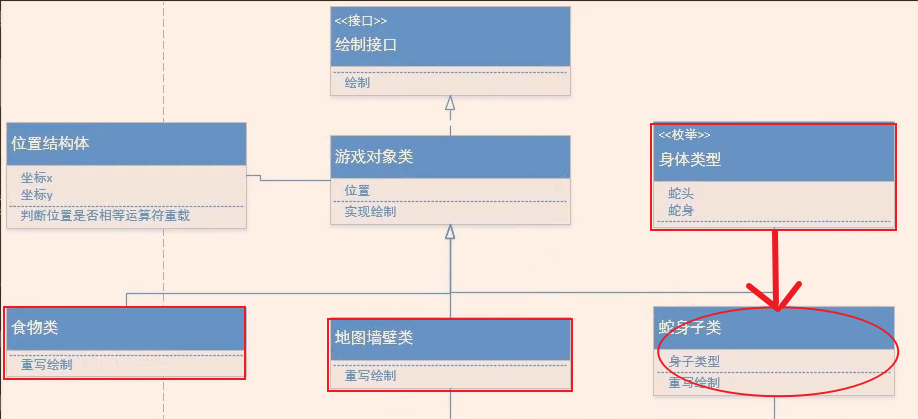 <<接口>>
绘制接口
绘制
位置结构体
坐标x
坐标y
判断位置是否相等运算符重载
游戏对象类
位置
实现绘制
<<枚举>>
身体类型
蛇头
蛇身
食物类
重写绘制
地图墙壁类
重写绘制
蛇身子类
身子类型
重写绘制